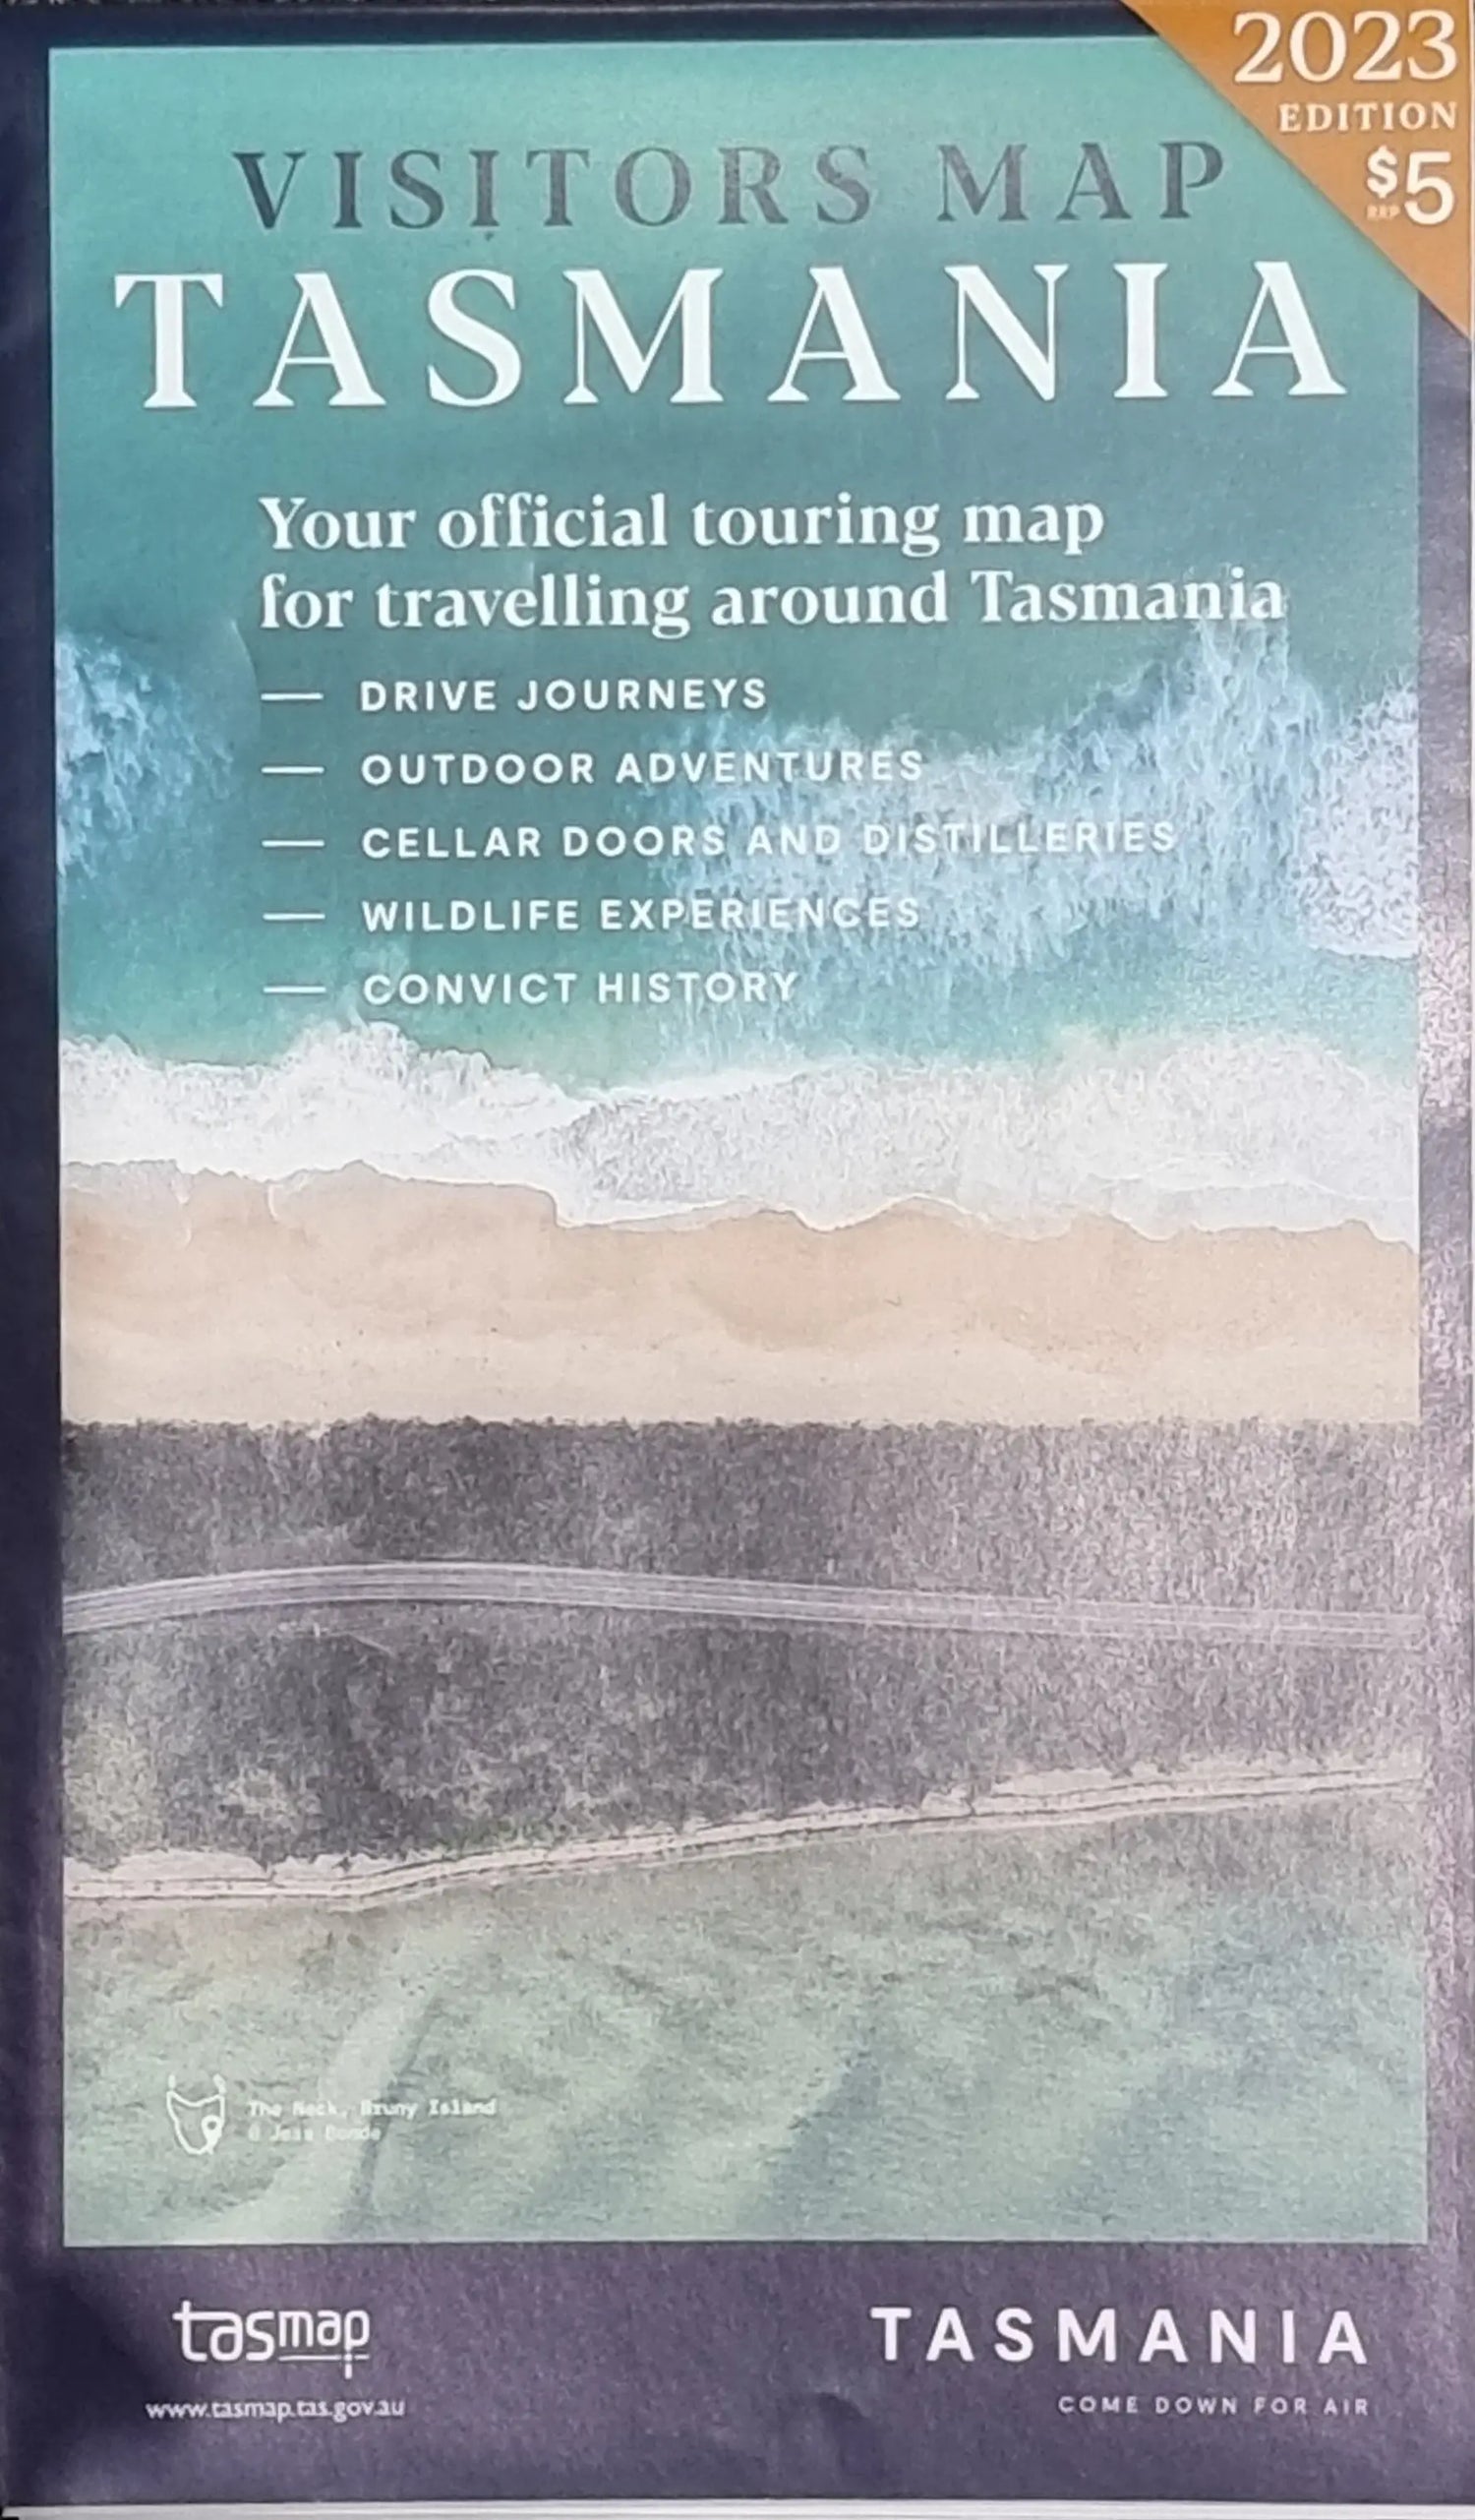 2023
EDITION
$5
RRP
VISITORS MAP
TASMANIA
Your official touring map
for travelling around Tasmania
— DRIVE JOURNEYS
— OUTDOOR ADVENTURES
— CELLAR DOORS AND DISTILLERIES
— WILDLIFE EXPERIENCES
— CONVICT HISTORY
The Neck, Bruny Island
© Jess Bonde
tasmap
www.tasmap.tas.gov.au
TASMANIA
COME DOWN FOR AIR